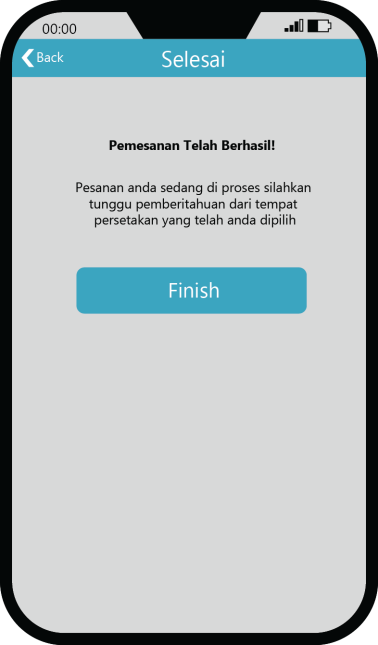 00:00
Back
Selesai
Pemesanan Telah Berhasil!
Pesanan anda sedang di proses silahkan
tunggu pemberitahuan dari tempat
persetakan yang telah anda dipilih
Finish